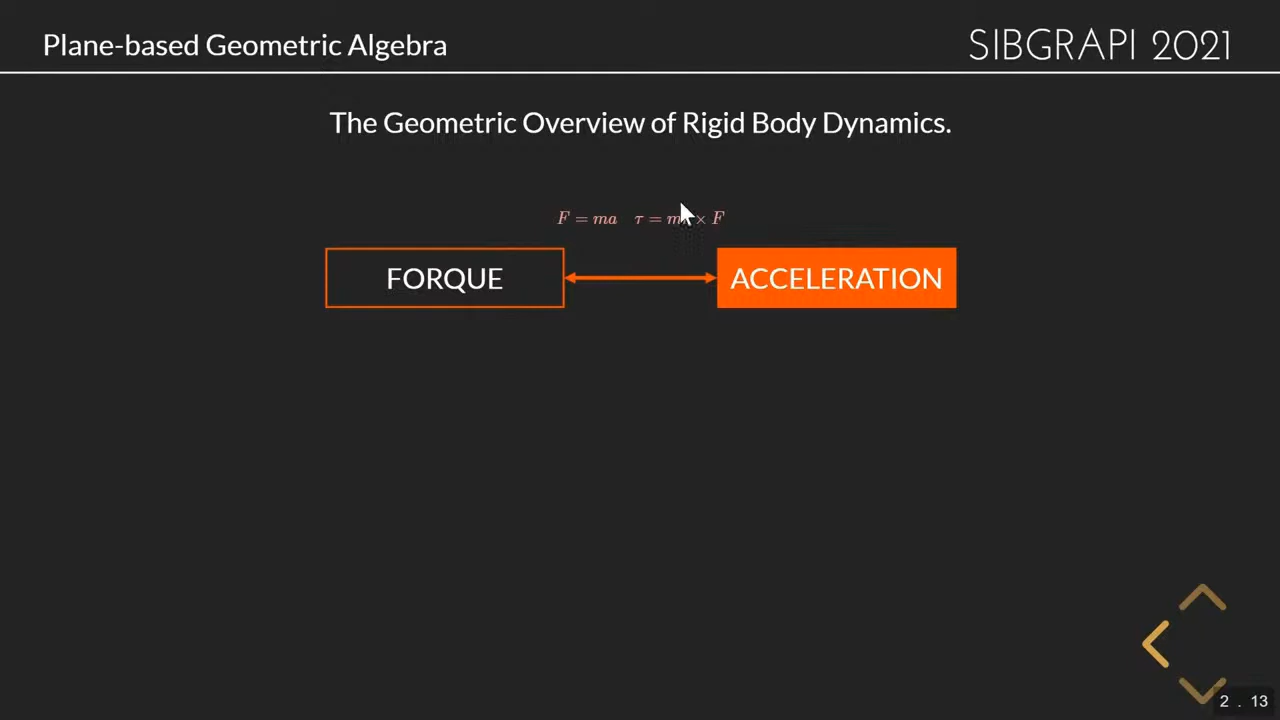 Plane-based Geometric Algebra
SIBGRAPI 2021
The Geometric Overview of Rigid Body Dynamics.
F = ma τ = m × F
FORQUE
ACCELERATION
2 . 13